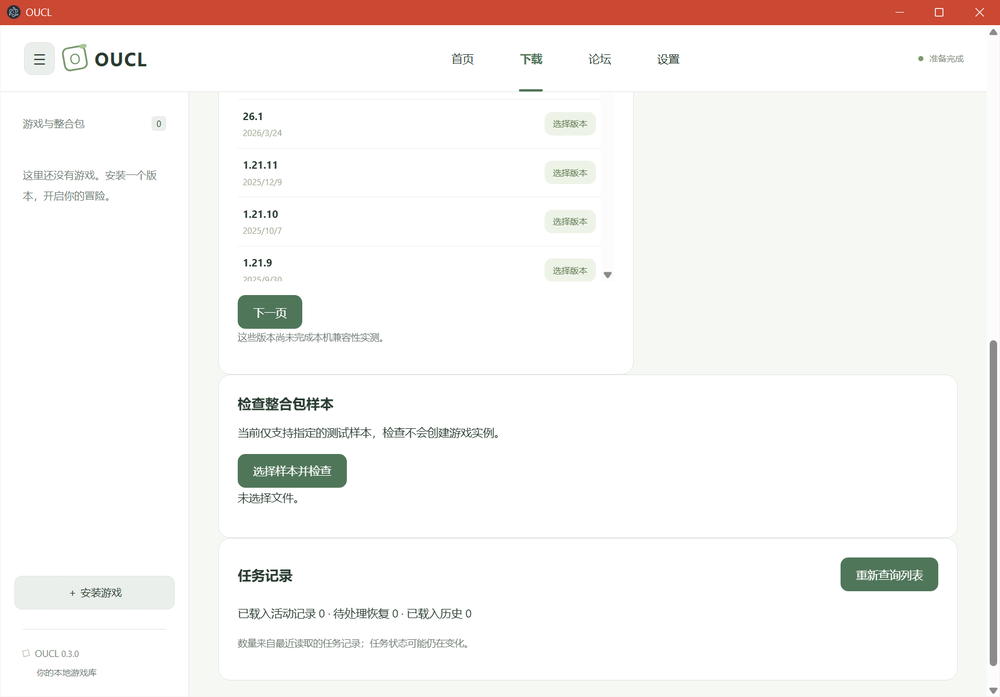 OUCL
OUCL
首页
下载
论坛
设置
准备完成
游戏与整合包
0
这里还没有游戏。安装一个版
本，开启你的冒险。
26.1
2026/3/24
选择版本
1.21.11
2025/12/9
选择版本
1.21.10
2025/10/7
选择版本
1.21.9
2025/9/30
选择版本
下一页
这些版本尚未完成本机兼容性实测。
检查整合包样本
当前仅支持指定的测试样本，检查不会创建游戏实例。
选择样本并检查
未选择文件。
任务记录
重新查询列表
已载入活动记录 0 · 待处理恢复 0 · 已载入历史 0
数量来自最近读取的任务记录；任务状态可能仍在变化。
+ 安装游戏
OUCL 0.3.0
你的本地游戏库